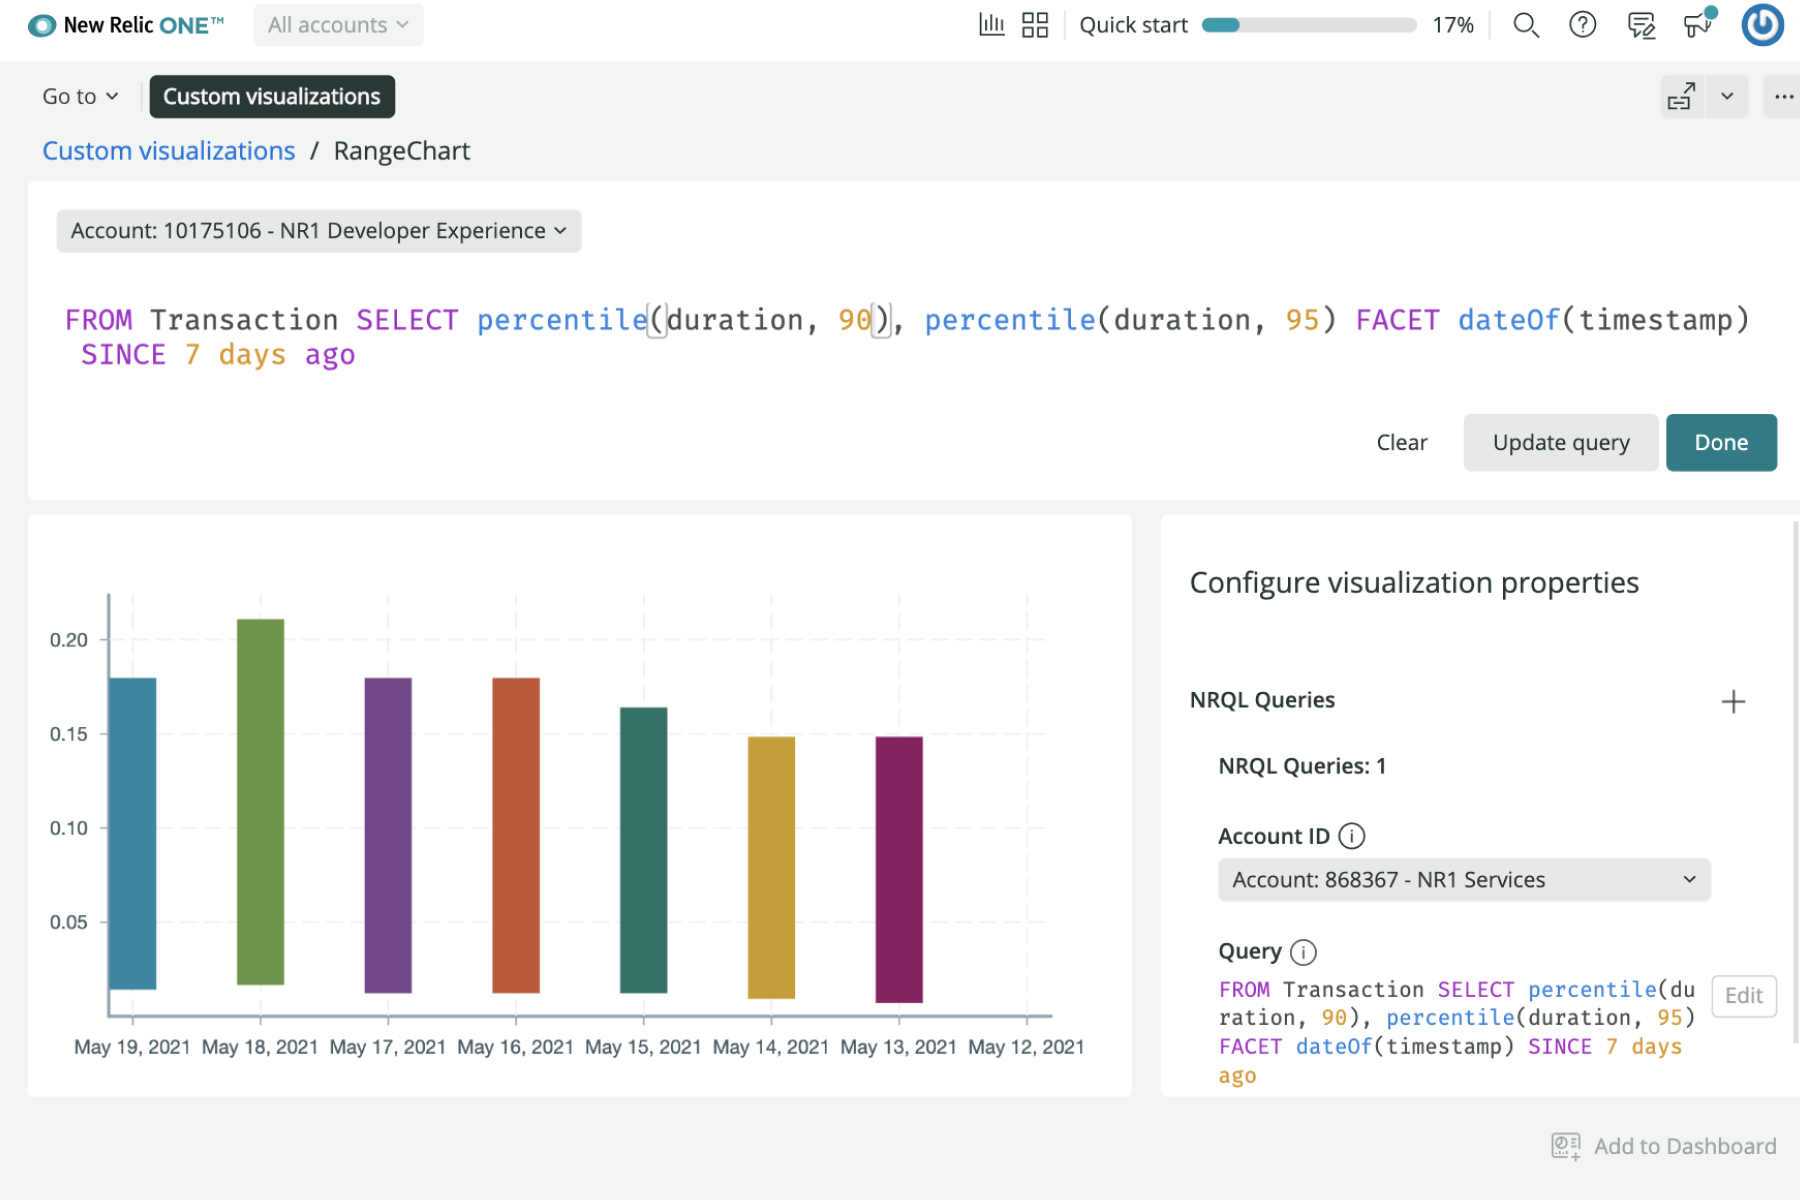 New Relic ONE™ All accounts Quick start 17%
Go to Custom visualizations ...
Custom visualizations / RangeChart
Account: 10175106 - NR1 Developer Experience
FROM Transaction SELECT percentile(duration, 90), percentile(duration, 95) FACET dateOf(timestamp)
SINCE 7 days ago
Clear Update query Done
0.20
0.15
0.10
0.05
May 19, 2021 May 18, 2021 May 17, 2021 May 16, 2021 May 15, 2021 May 14, 2021 May 13, 2021 May 12, 2021
Configure visualization properties
NRQL Queries +
NRQL Queries: 1
Account ID
Account: 868367 - NR1 Services
Query
FROM Transaction SELECT percentile(du
ration, 90), percentile(duration, 95)
FACET dateOf(timestamp) SINCE 7 days
ago
Edit
Add to Dashboard